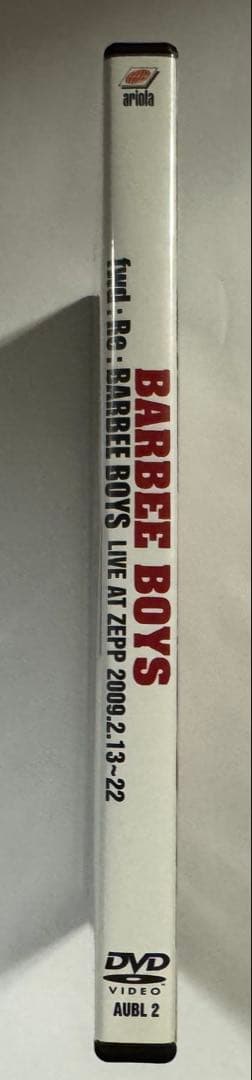 ariola
BARBEE BOYS
fwd : Re : BARBEE BOYS LIVE AT ZEPP 2009.2.13~22
DVD
VIDEO
AUBL 2